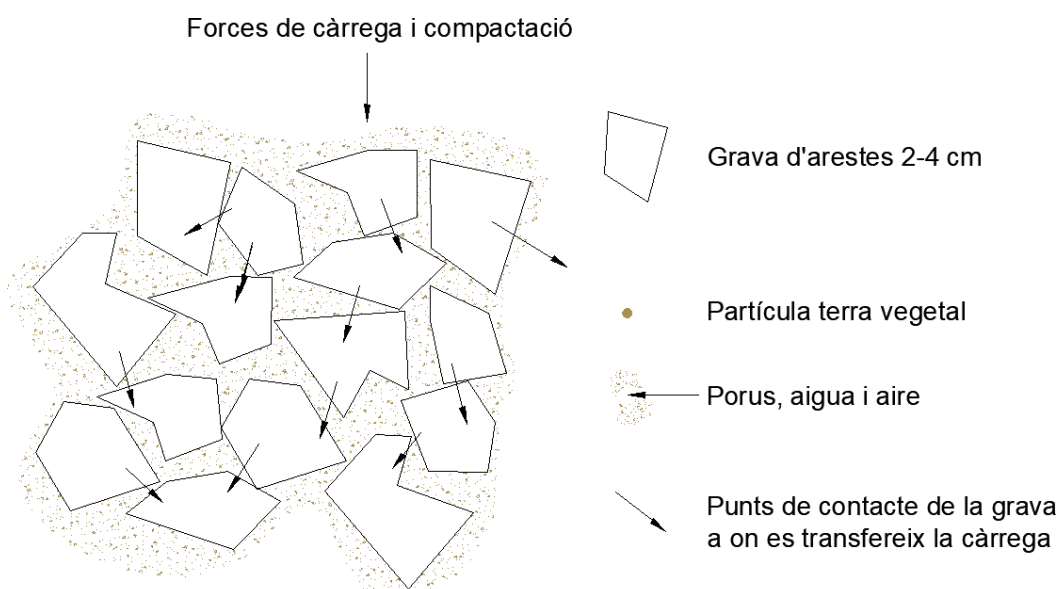 Forces de càrrega i compactació
Grava d'arestes 2-4 cm
Partícula terra vegetal
Porus, aigua i aire
Punts de contacte de la grava
a on es transfereix la càrrega